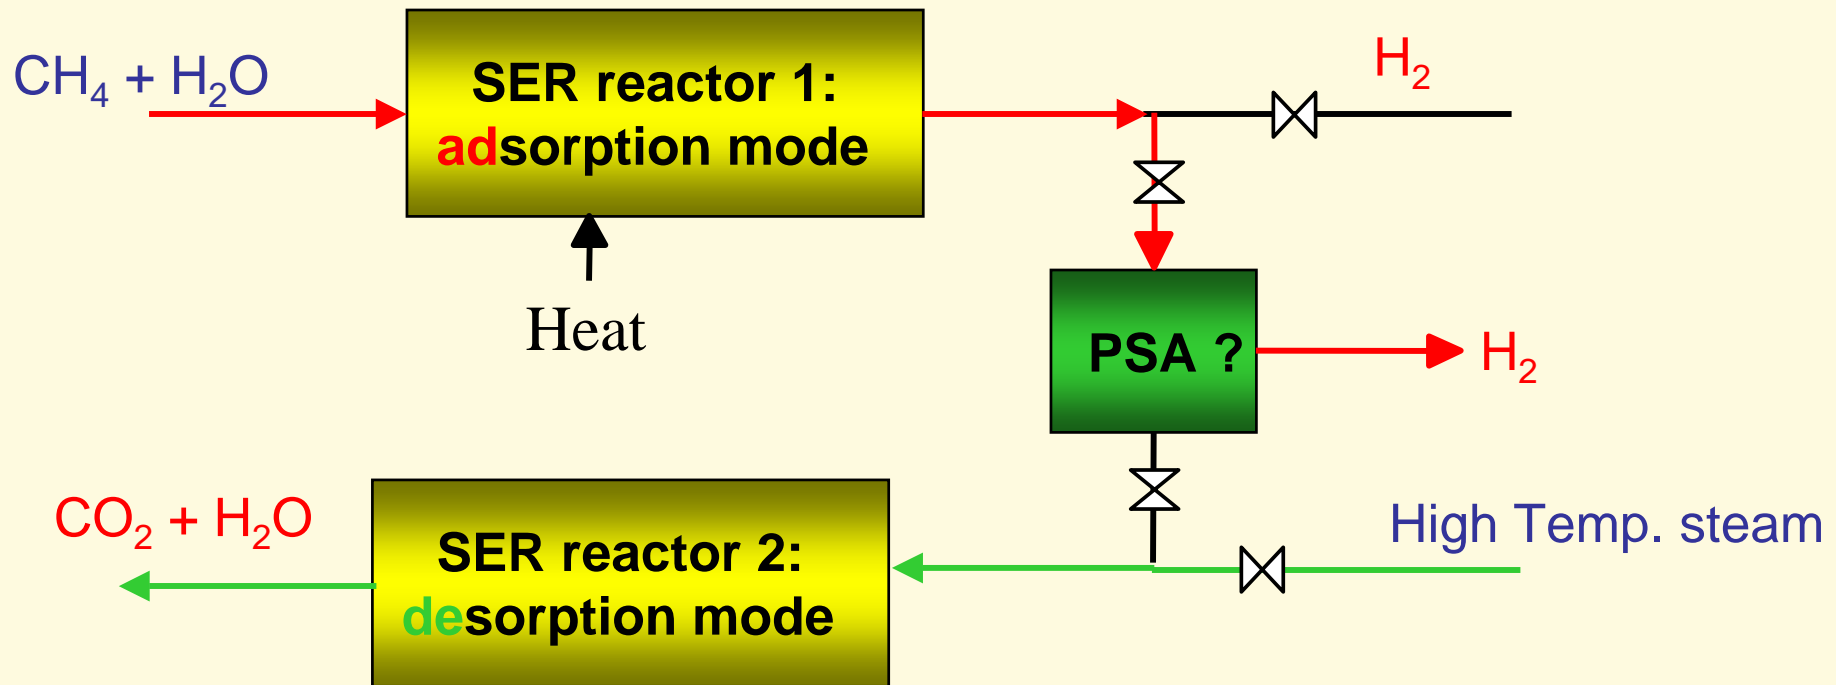 CH₄ + H₂O
SER reactor 1:
adsorption mode
H₂
Heat
PSA ?
H₂
CO₂ + H₂O
SER reactor 2:
desorption mode
High Temp. steam